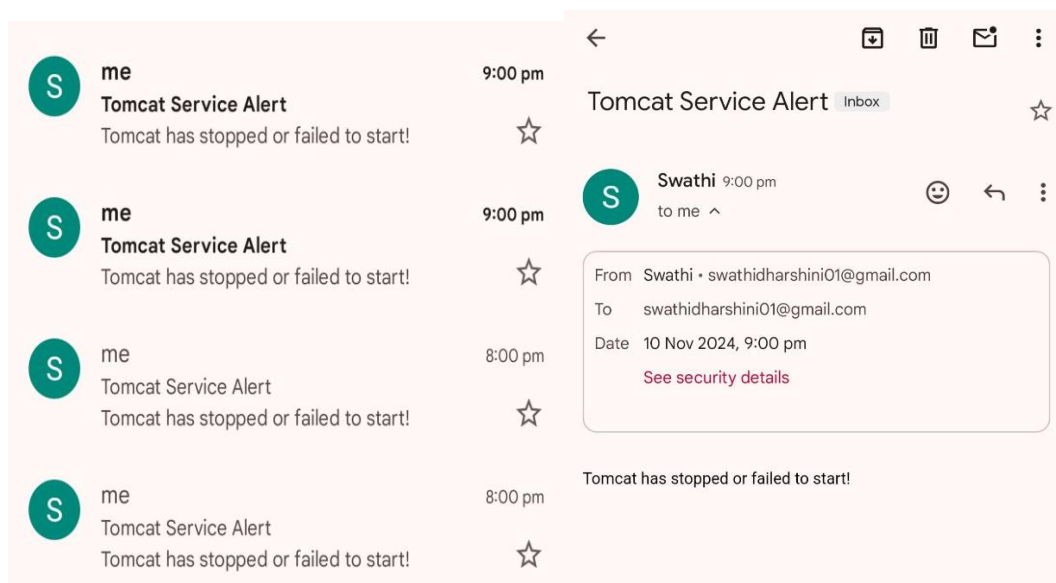 S
me
9:00 pm
Tomcat Service Alert
Tomcat has stopped or failed to start!
S
me
9:00 pm
Tomcat Service Alert
Tomcat has stopped or failed to start!
S
me
8:00 pm
Tomcat Service Alert
Tomcat has stopped or failed to start!
S
me
8:00 pm
Tomcat Service Alert
Tomcat has stopped or failed to start!
Tomcat Service Alert Inbox
S
Swathi 9:00 pm
to me
From Swathi • swathidharshini01@gmail.com
To swathidharshini01@gmail.com
Date 10 Nov 2024, 9:00 pm
See security details
Tomcat has stopped or failed to start!